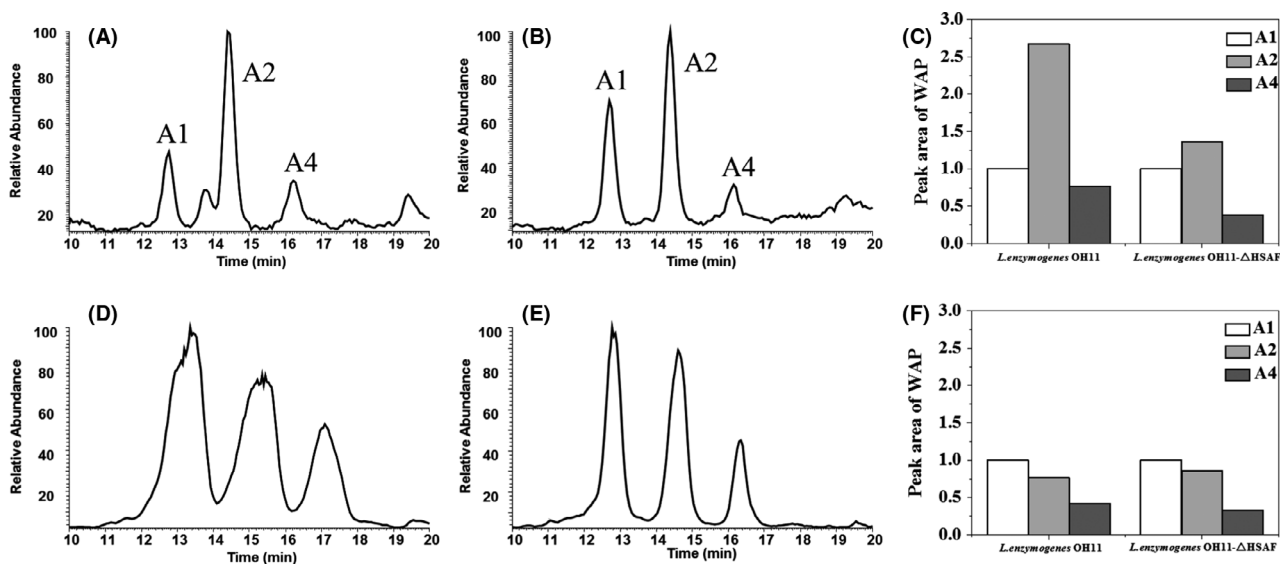 (A)
Relative Abundance
100
80
60
40
20
A1
A2
A4
10 11 12 13 14 15 16 17 18 19 20
Time (min)
(B)
Relative Abundance
100
80
60
40
20
A1
A2
A4
10 11 12 13 14 15 16 17 18 19 20
Time (min)
(C)
Peak area of WAP
3.0
2.5
2.0
1.5
1.0
0.5
0.0
A1
A2
A4
L.enzymogenes OH11
L.enzymogenes OH11-△HSAF
(D)
Relative Abundance
100
80
60
40
20
10 11 12 13 14 15 16 17 18 19 20
Time (min)
(E)
Relative Abundance
100
80
60
40
20
10 11 12 13 14 15 16 17 18 19 20
Time (min)
(F)
Peak area of WAP
3.0
2.5
2.0
1.5
1.0
0.5
0.0
A1
A2
A4
L.enzymogenes OH11
L.enzymogenes OH11-△HSAF